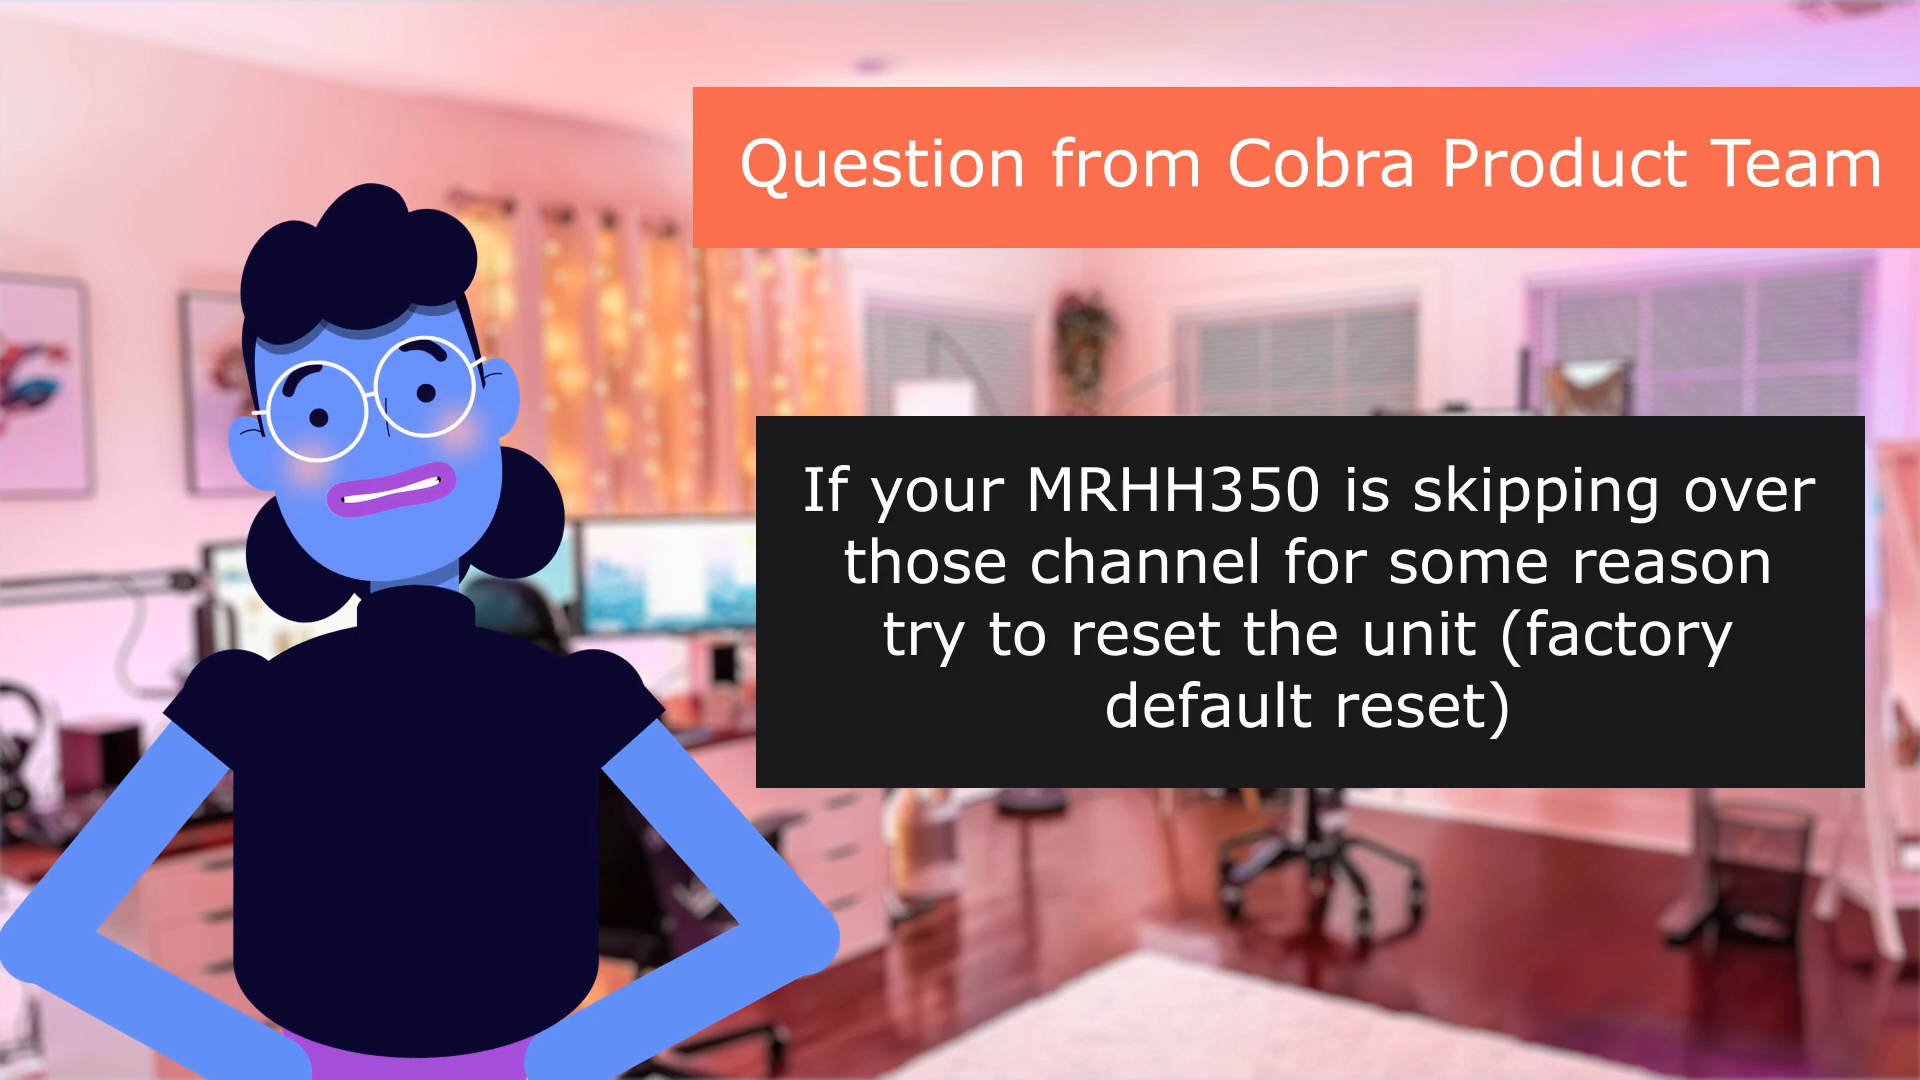 Question from Cobra Product Team
If your MRHH350 is skipping over
those channel for some reason
try to reset the unit (factory
default reset)